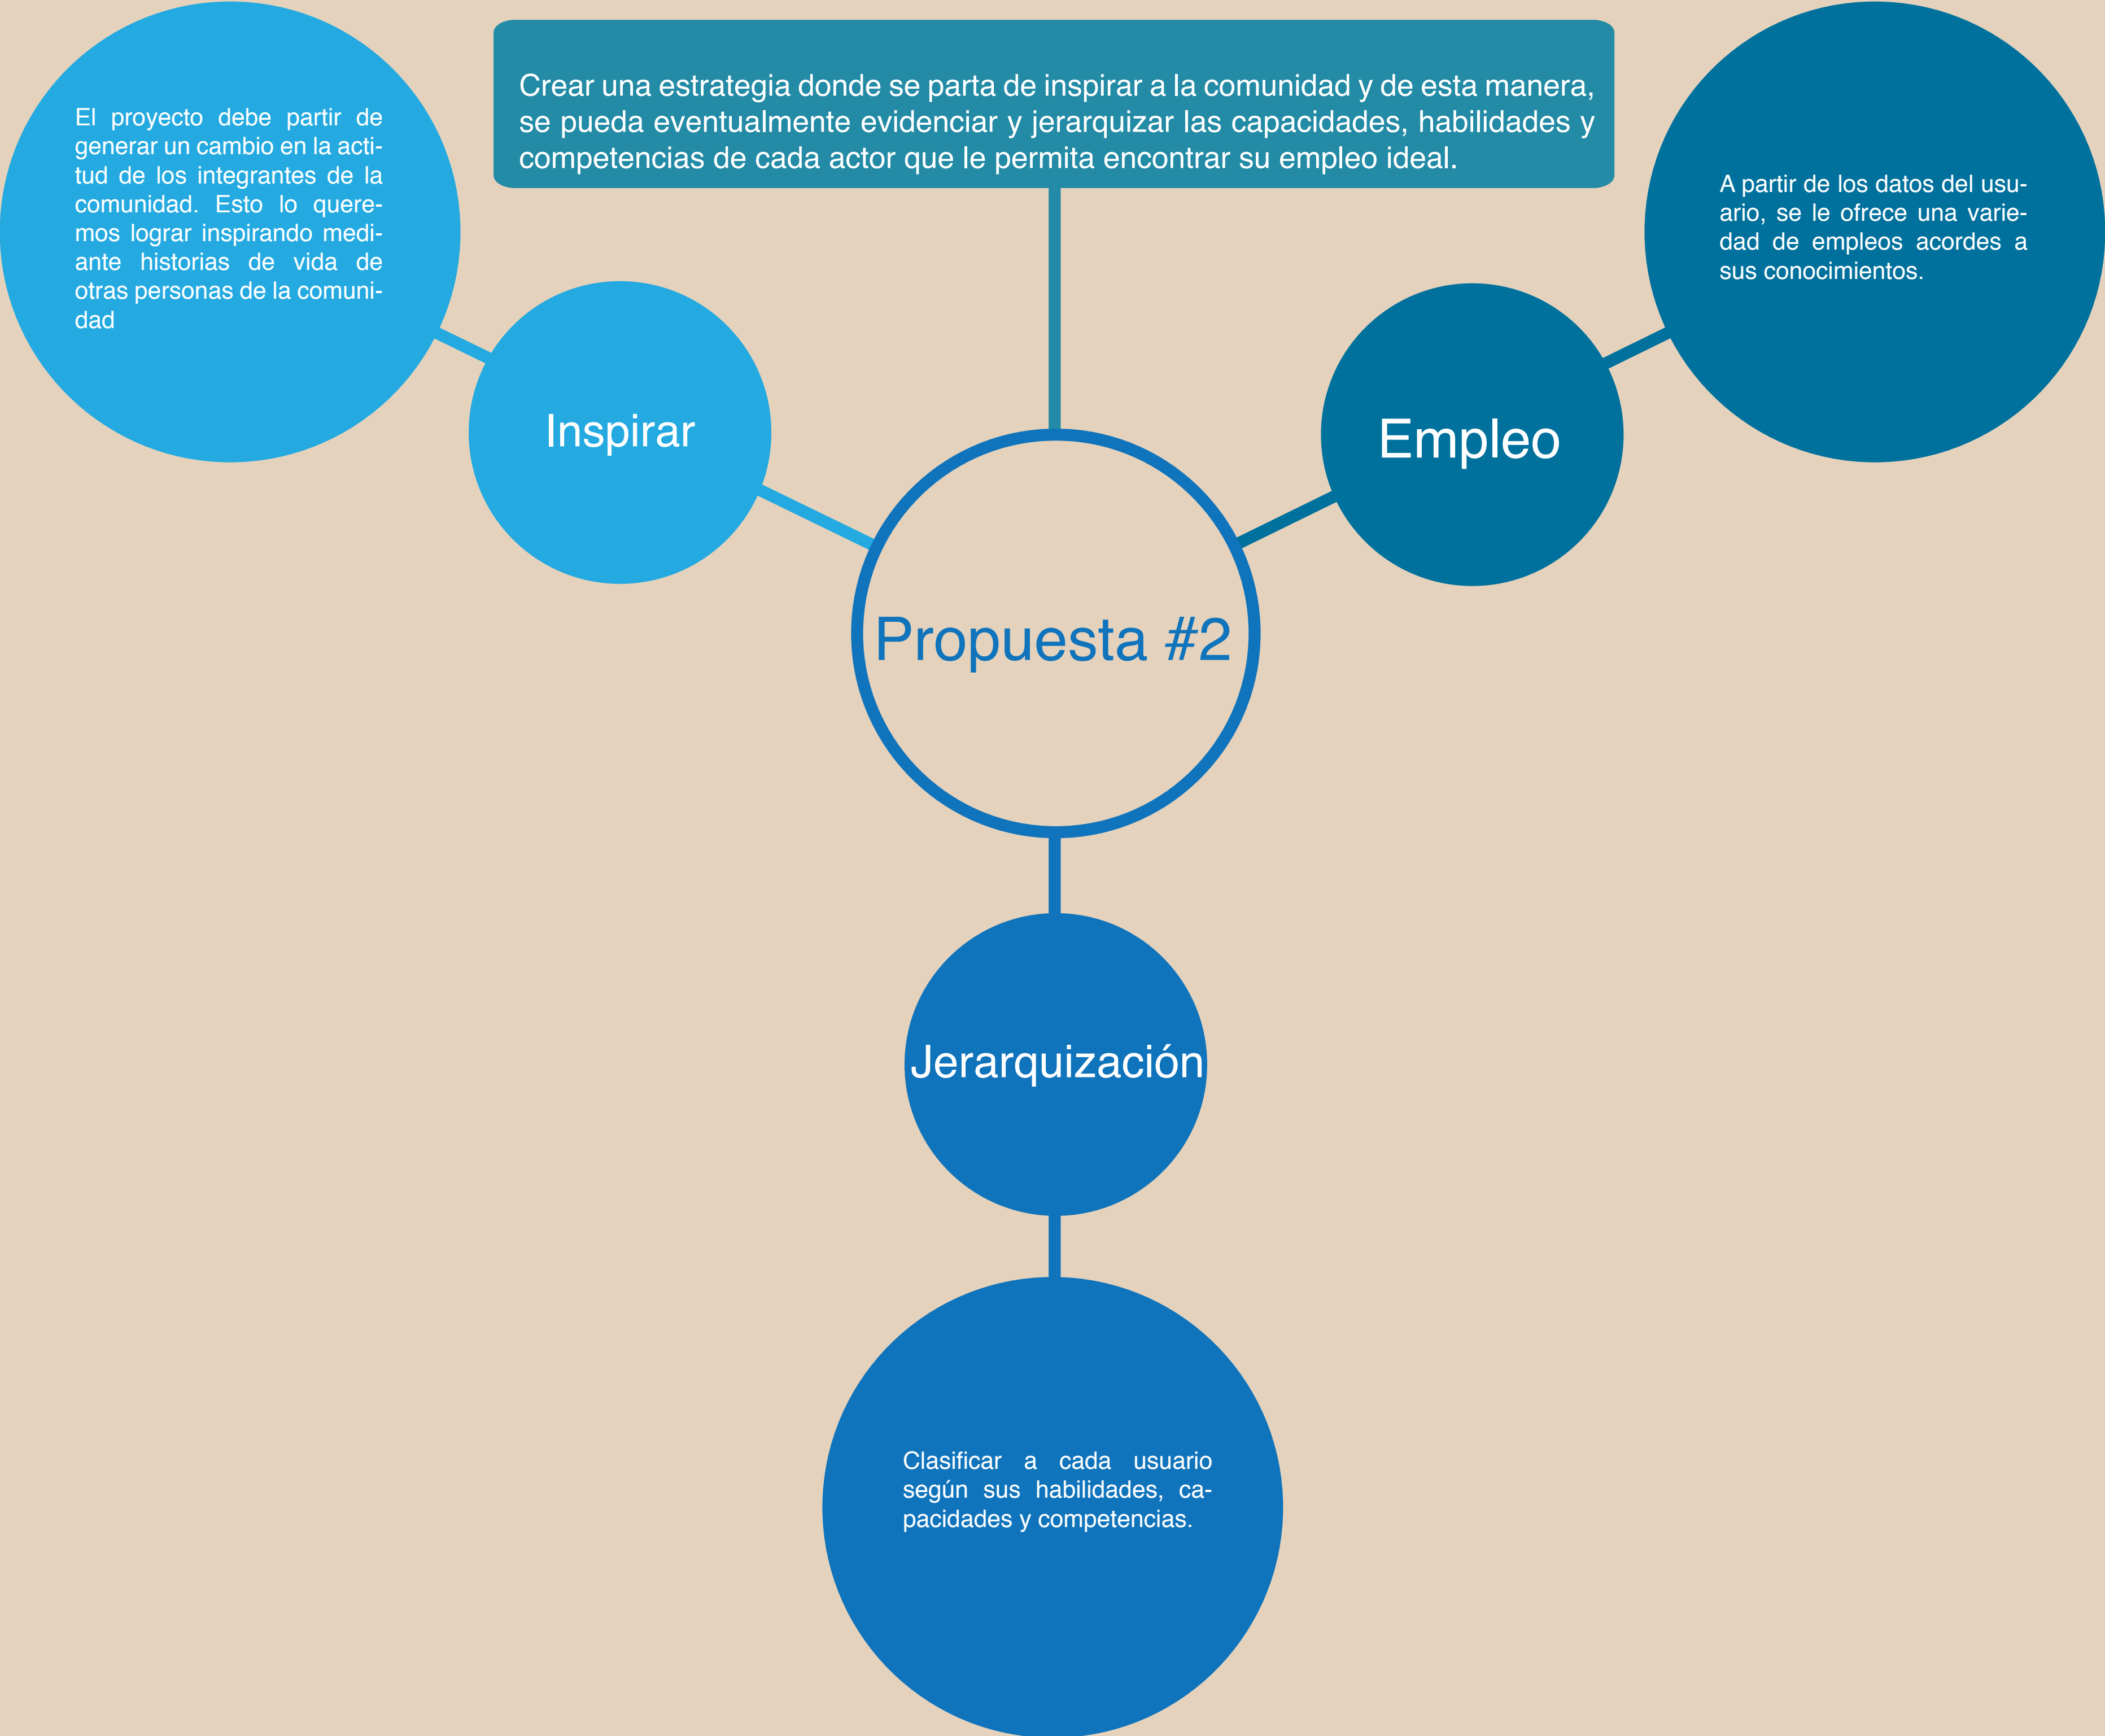 Crear una estrategia donde se parta de inspirar a la comunidad y de esta manera,
se pueda eventualmente evidenciar y jerarquizar las capacidades, habilidades y
competencias de cada actor que le permita encontrar su empleo ideal.
El proyecto debe partir de
generar un cambio en la acti-
tud de los integrantes de la
comunidad. Esto lo quere-
mos lograr inspirando medi-
ante historias de vida de
otras personas de la comuni-
dad
A partir de los datos del usu-
ario, se le ofrece una varie-
dad de empleos acordes a
sus conocimientos.
Inspirar
Empleo
Propuesta #2
Jerarquización
Clasificar a cada usuario
según sus habilidades, ca-
pacidades y competencias.